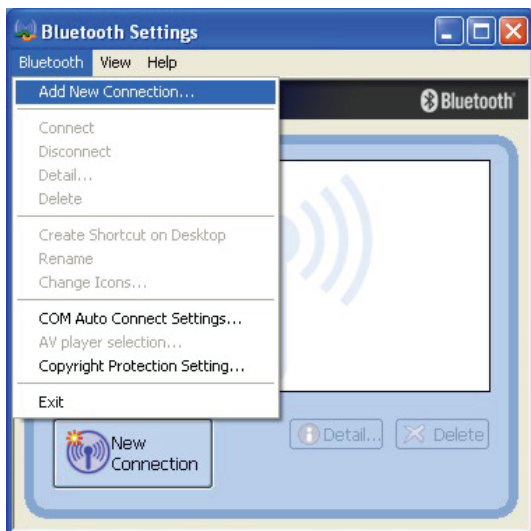 Bluetooth Settings
Bluetooth View Help
Add New Connection...
Bluetooth
Connect
Disconnect
Detail...
Delete
Create Shortcut on Desktop
Rename
Change Icons...
COM Auto Connect Settings...
AV player selection...
Copyright Protection Setting...
Exit
New
Connection
Detail...
Delete